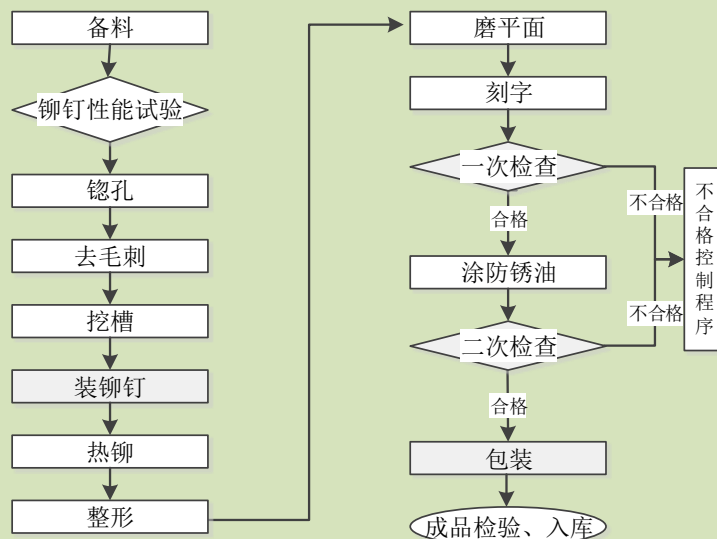 备料
铆钉性能试验
锪孔
去毛刺
挖槽
装铆钉
热铆
整形
磨平面
刻字
一次检查
合格
不合格
涂防锈油
不合格
二次检查
合格
包装
成品检验、入库
不合格控制程序